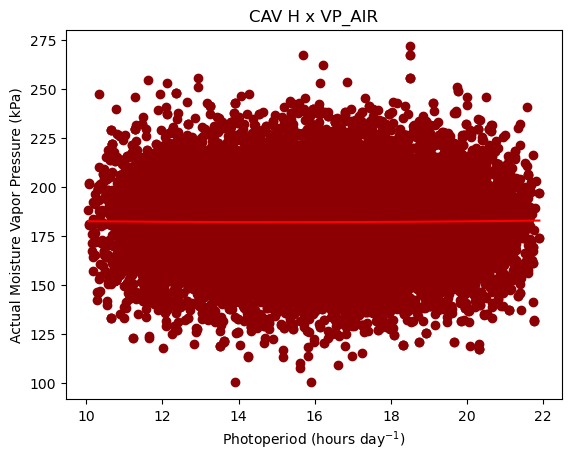 CAV H x VP_AIR
Actual Moisture Vapor Pressure (kPa)
275
250
225
200
175
150
125
100
10 12 14 16 18 20 22
Photoperiod (hours day⁻¹)